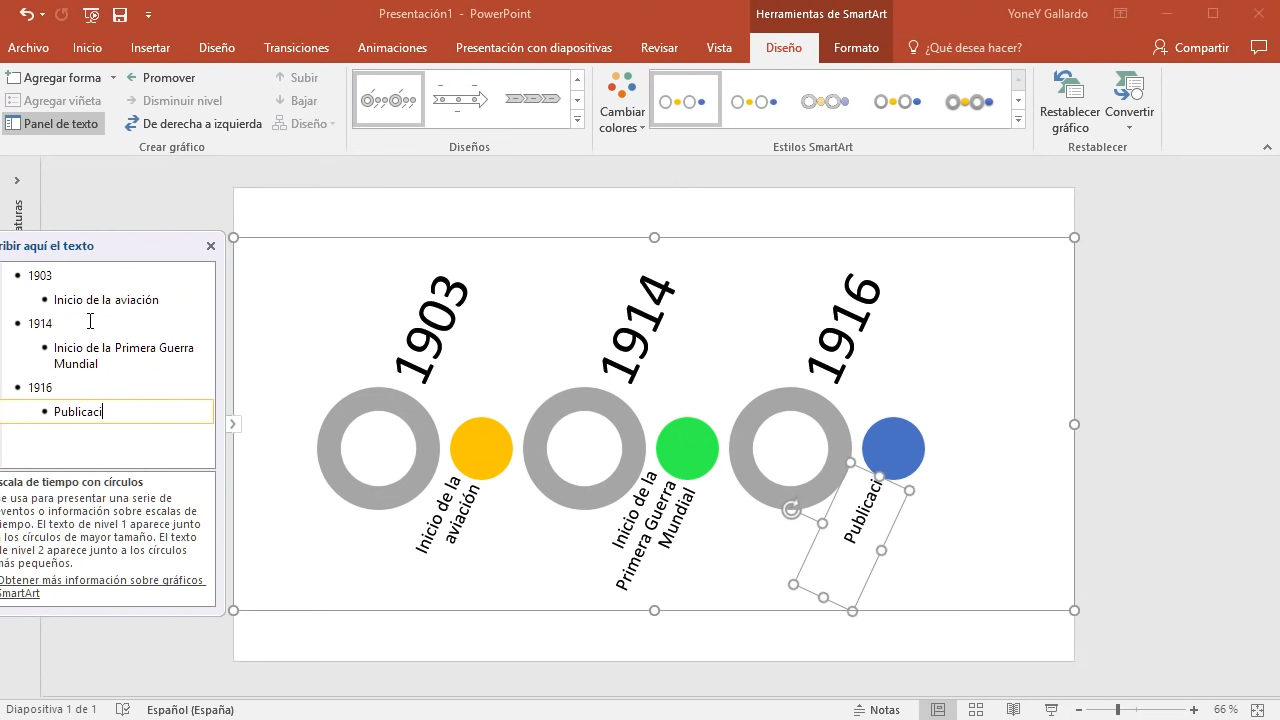 Presentación1 - PowerPoint
Herramientas de SmartArt
YoneY Gallardo
Archivo
Inicio
Insertar
Diseño
Transiciones
Animaciones
Presentación con diapositivas
Revisar
Vista
Diseño
Formato
¿Qué desea hacer?
Compartir
Agregar forma
Promover
Subir
Agregar viñeta
Disminuir nivel
Bajar
Panel de texto
De derecha a izquierda
Diseño
Crear gráfico
Diseños
Cambiar
colores
Estilos SmartArt
Restablecer
gráfico
Convertir
Restablecer
aturas
ribir aquí el texto
1903
Inicio de la aviación
1914
Inicio de la Primera Guerra
Mundial
1916
Publicaci
scala de tiempo con círculos
e usa para presentar una serie de
ventos o información sobre escalas de
iempo. El texto de nivel 1 aparece junto
los círculos de mayor tamaño. El texto
de nivel 2 aparece junto a los círculos
más pequeños.
Obtener más información sobre gráficos
SmartArt
1903
1914
1916
Inicio de la
aviación
Inicio de la
Primera Guerra
Mundial
Publicaci
Diapositiva 1 de 1
Español (España)
Notas
66 %